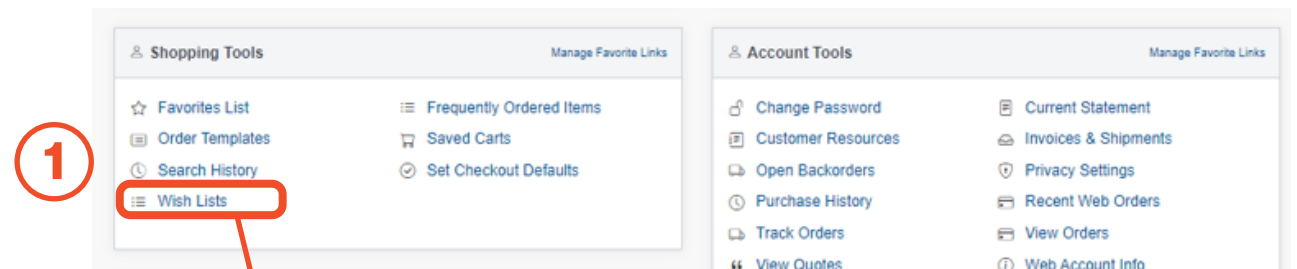 Shopping Tools
Manage Favorite Links
Favorites List
Frequently Ordered Items
Order Templates
Saved Carts
Search History
Set Checkout Defaults
Wish Lists
1
Account Tools
Manage Favorite Links
Change Password
Current Statement
Customer Resources
Invoices & Shipments
Open Backorders
Privacy Settings
Purchase History
Recent Web Orders
Track Orders
View Orders
View Quotes
Web Account Info